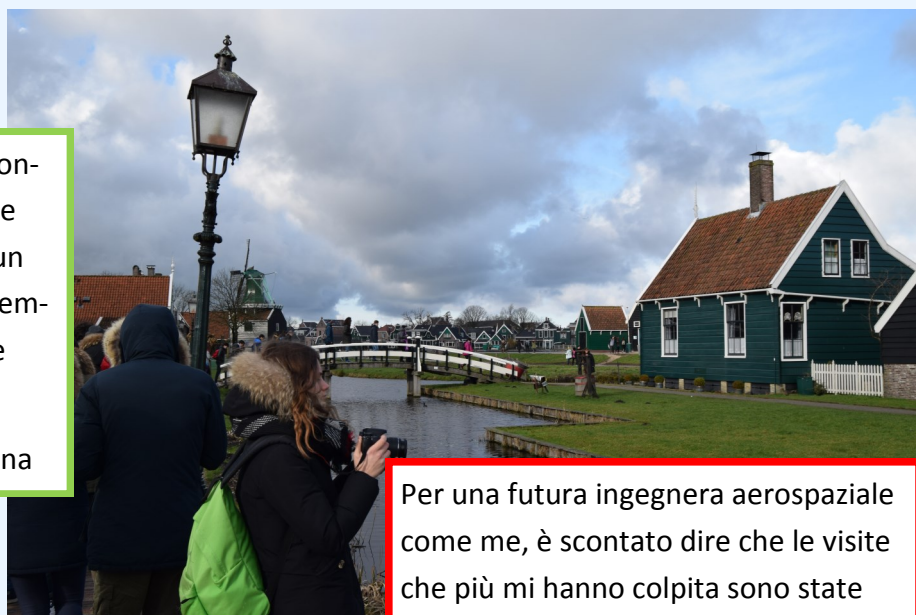 on-
e
un
em-
e
na
Per una futura ingegnera aerospaziale
come me, è scontato dire che le visite
che più mi hanno colpita sono state